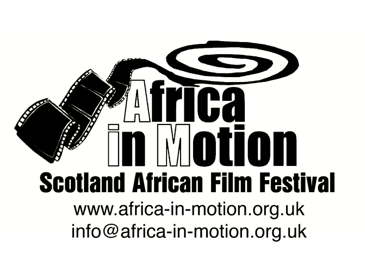 Africa
in Motion
Scotland African Film Festival
www.africa-in-motion.org.uk
info@africa-in-motion.org.uk